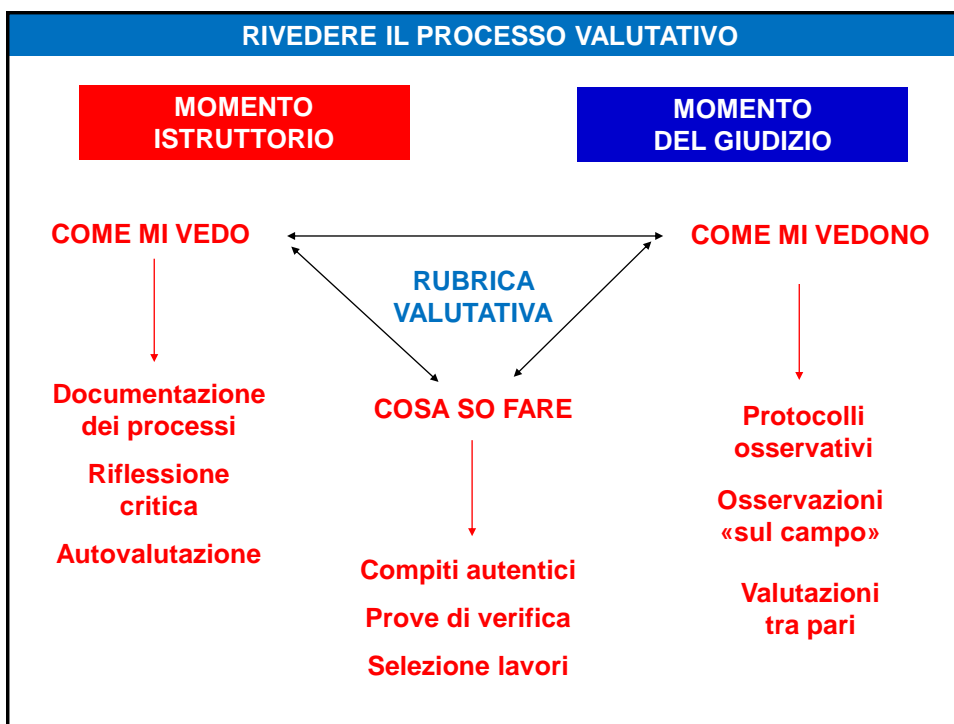 RIVEDERE IL PROCESSO VALUTATIVO
MOMENTO
ISTRUTTORIO
MOMENTO
DEL GIUDIZIO
COME MI VEDO
COME MI VEDONO
RUBRICA
VALUTATIVA
COSA SO FARE
Documentazione
dei processi
Riflessione
critica
Autovalutazione
Compiti autentici
Prove di verifica
Selezione lavori
Protocolli
osservativi
Osservazioni
«sul campo»
Valutazioni
tra pari